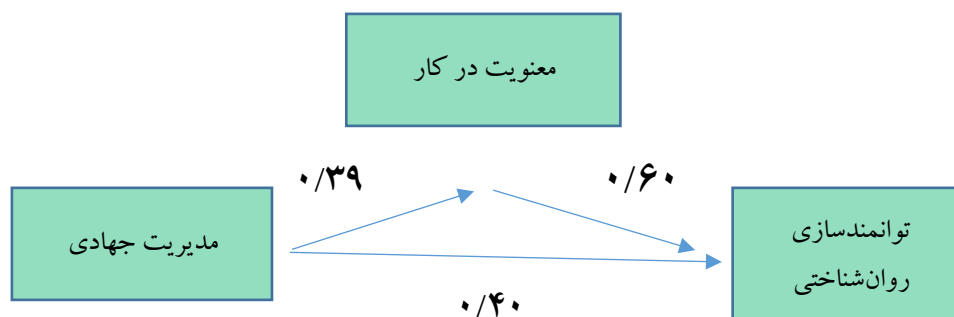 معنویت در کار
۰/۳۹
۰/۶۰
مدیریت جهادی
توانمندسازی
روان‌شناختی
۰/۴۰